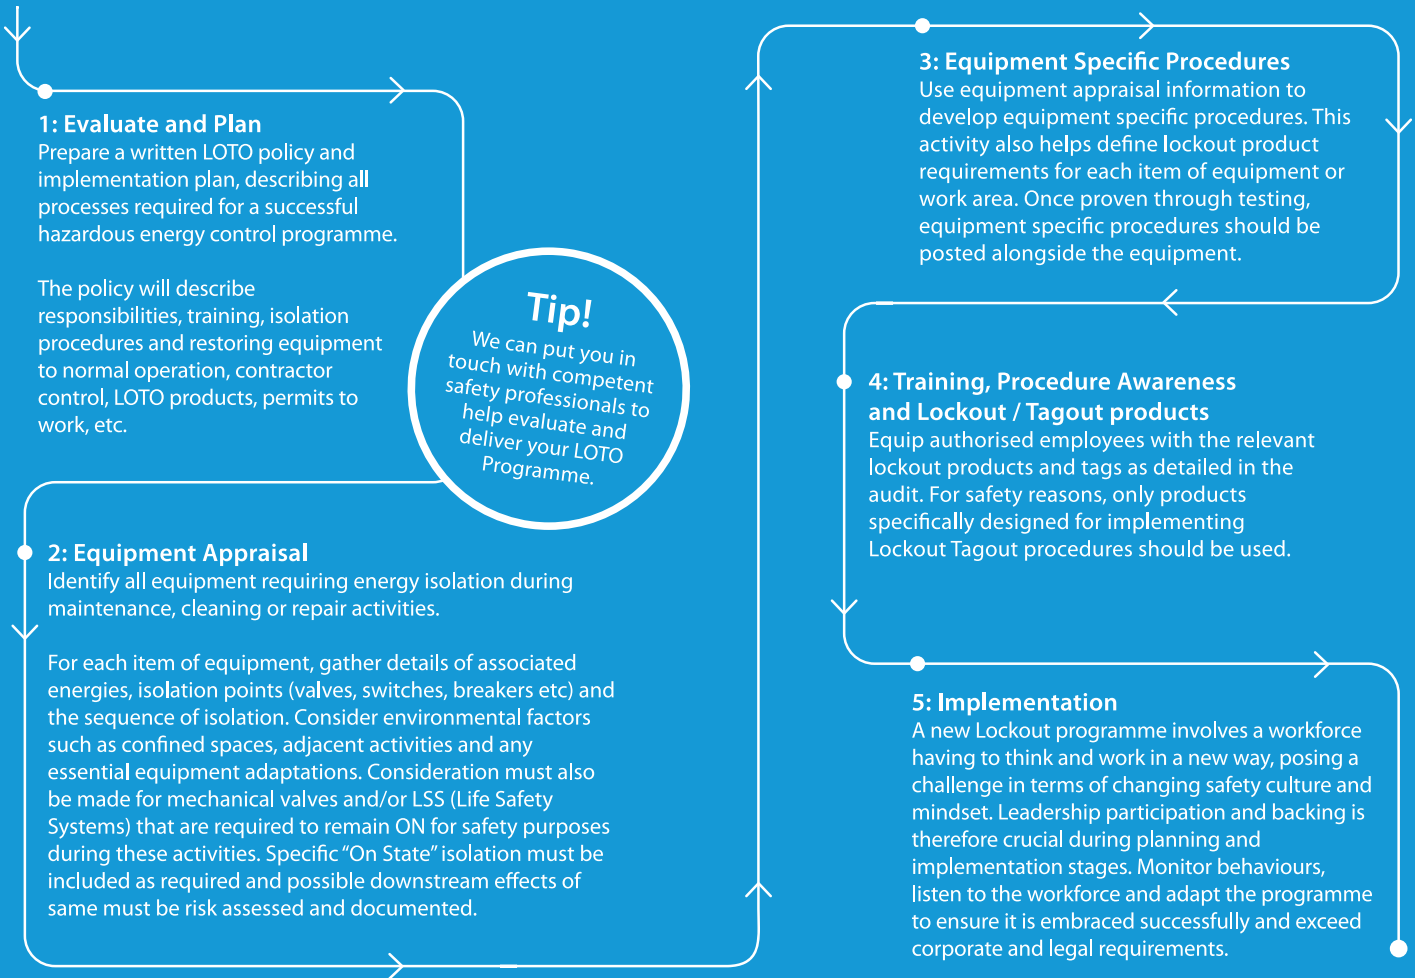 1: Evaluate and Plan
Prepare a written LOTO policy and
implementation plan, describing all
processes required for a successful
hazardous energy control programme.
The policy will describe
responsibilities, training, isolation
procedures and restoring equipment
to normal operation, contractor
control, LOTO products, permits to
work, etc.
Tip!
We can put you in
touch with competent
safety professionals to
help evaluate and
deliver your LOTO
Programme.
2: Equipment Appraisal
Identify all equipment requiring energy isolation during
maintenance, cleaning or repair activities.
For each item of equipment, gather details of associated
energies, isolation points (valves, switches, breakers etc) and
the sequence of isolation. Consider environmental factors
such as confined spaces, adjacent activities and any
essential equipment adaptations. Consideration must also
be made for mechanical valves and/or LSS (Life Safety
Systems) that are required to remain ON for safety purposes
during these activities. Specific “On State” isolation must be
included as required and possible downstream effects of
same must be risk assessed and documented.
3: Equipment Specific Procedures
Use equipment appraisal information to
develop equipment specific procedures. This
activity also helps define lockout product
requirements for each item of equipment or
work area. Once proven through testing,
equipment specific procedures should be
posted alongside the equipment.
4: Training, Procedure Awareness
and Lockout / Tagout products
Equip authorised employees with the relevant
lockout products and tags as detailed in the
audit. For safety reasons, only products
specifically designed for implementing
Lockout Tagout procedures should be used.
5: Implementation
A new Lockout programme involves a workforce
having to think and work in a new way, posing a
challenge in terms of changing safety culture and
mindset. Leadership participation and backing is
therefore crucial during planning and
implementation stages. Monitor behaviours,
listen to the workforce and adapt the programme
to ensure it is embraced successfully and exceed
corporate and legal requirements.